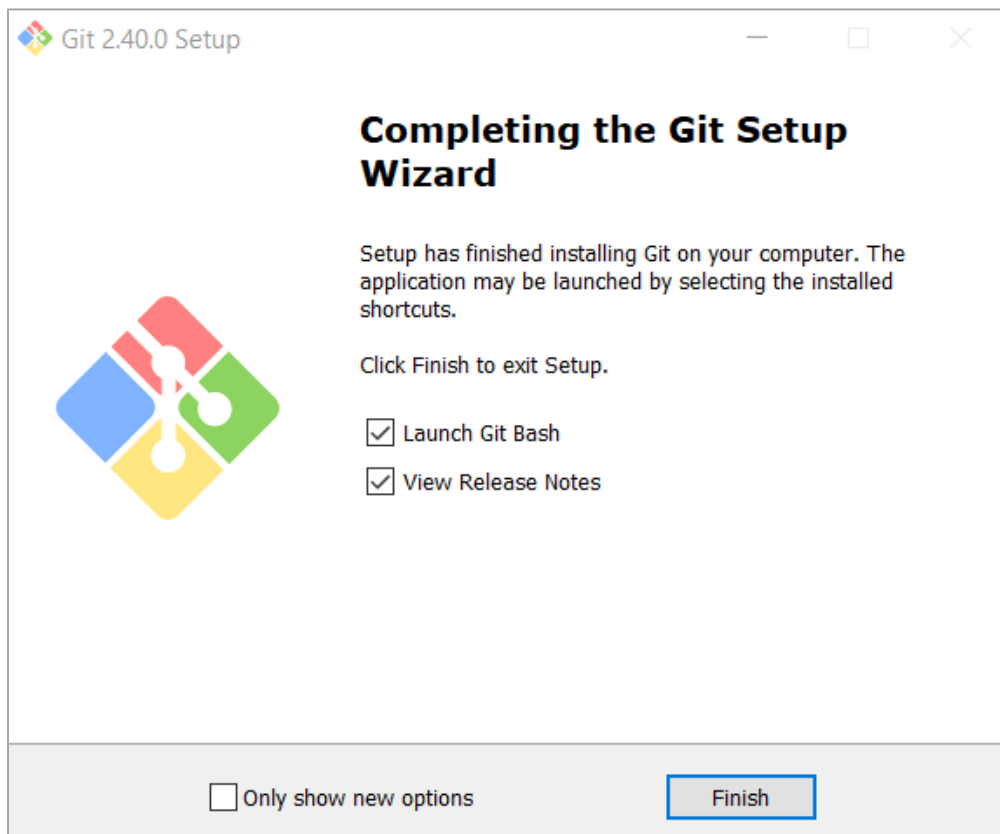 Git 2.40.0 Setup
Completing the Git Setup
Wizard
Setup has finished installing Git on your computer. The
application may be launched by selecting the installed
shortcuts.
Click Finish to exit Setup.
Launch Git Bash
View Release Notes
Only show new options
Finish